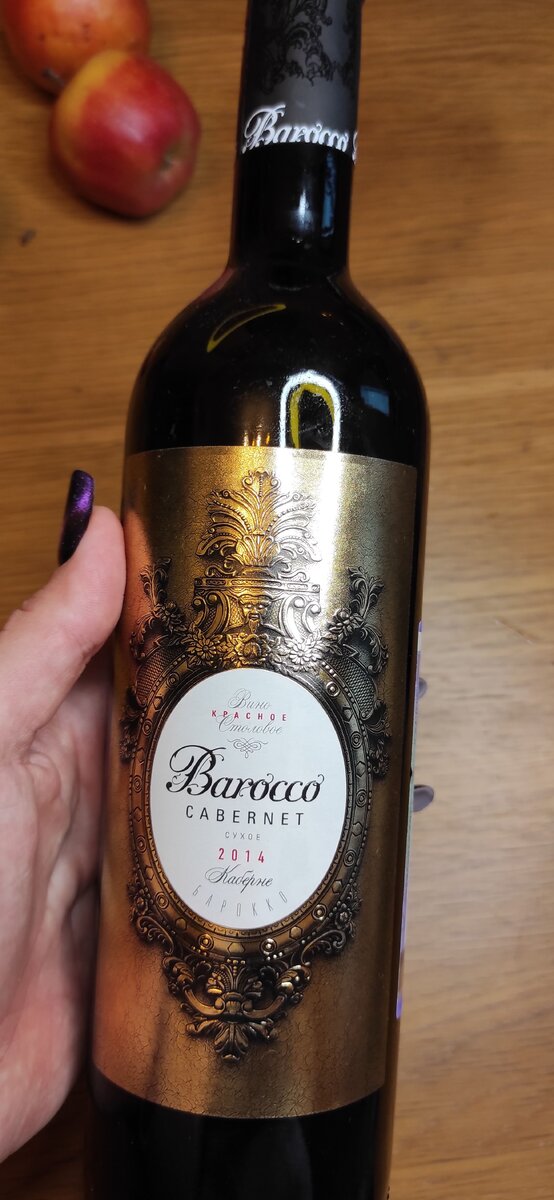 Barocco
Вино
КРАСНОЕ
Столовое
Barocco
CABERNET
СУХОЕ
2014
Каберне
БАРОККО